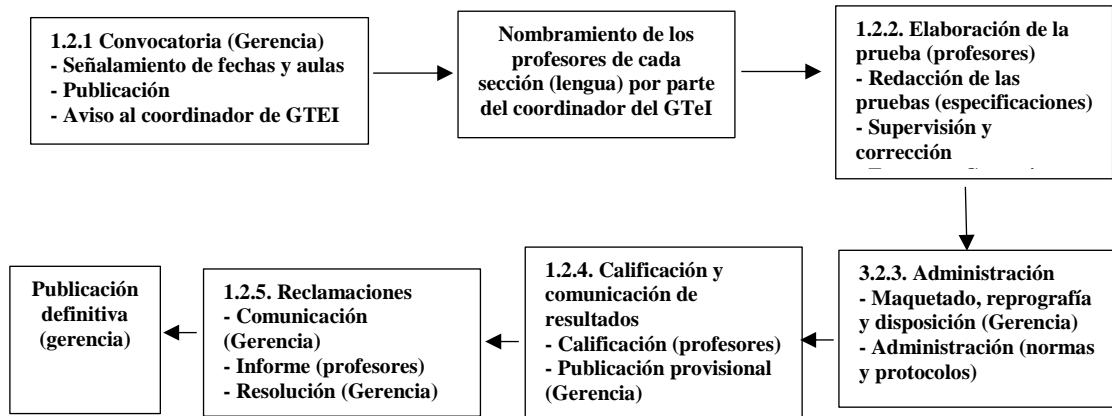 1.2.1 Convocatoria (Gerencia)
- Señalamiento de fechas y aulas
- Publicación
- Aviso al coordinador de GTEI
Nombramiento de los
profesores de cada
sección (lengua) por parte
del coordinador del GTeI
1.2.2. Elaboración de la
prueba (profesores)
- Redacción de las
pruebas (especificaciones)
- Supervisión y
corrección
3.2.3. Administración
- Maquetado, reprografía
y disposición (Gerencia)
- Administración (normas
y protocolos)
1.2.4. Calificación y
comunicación de
resultados
- Calificación (profesores)
- Publicación provisional
(Gerencia)
1.2.5. Reclamaciones
- Comunicación
(Gerencia)
- Informe (profesores)
- Resolución (Gerencia)
Publicación
definitiva
(gerencia)